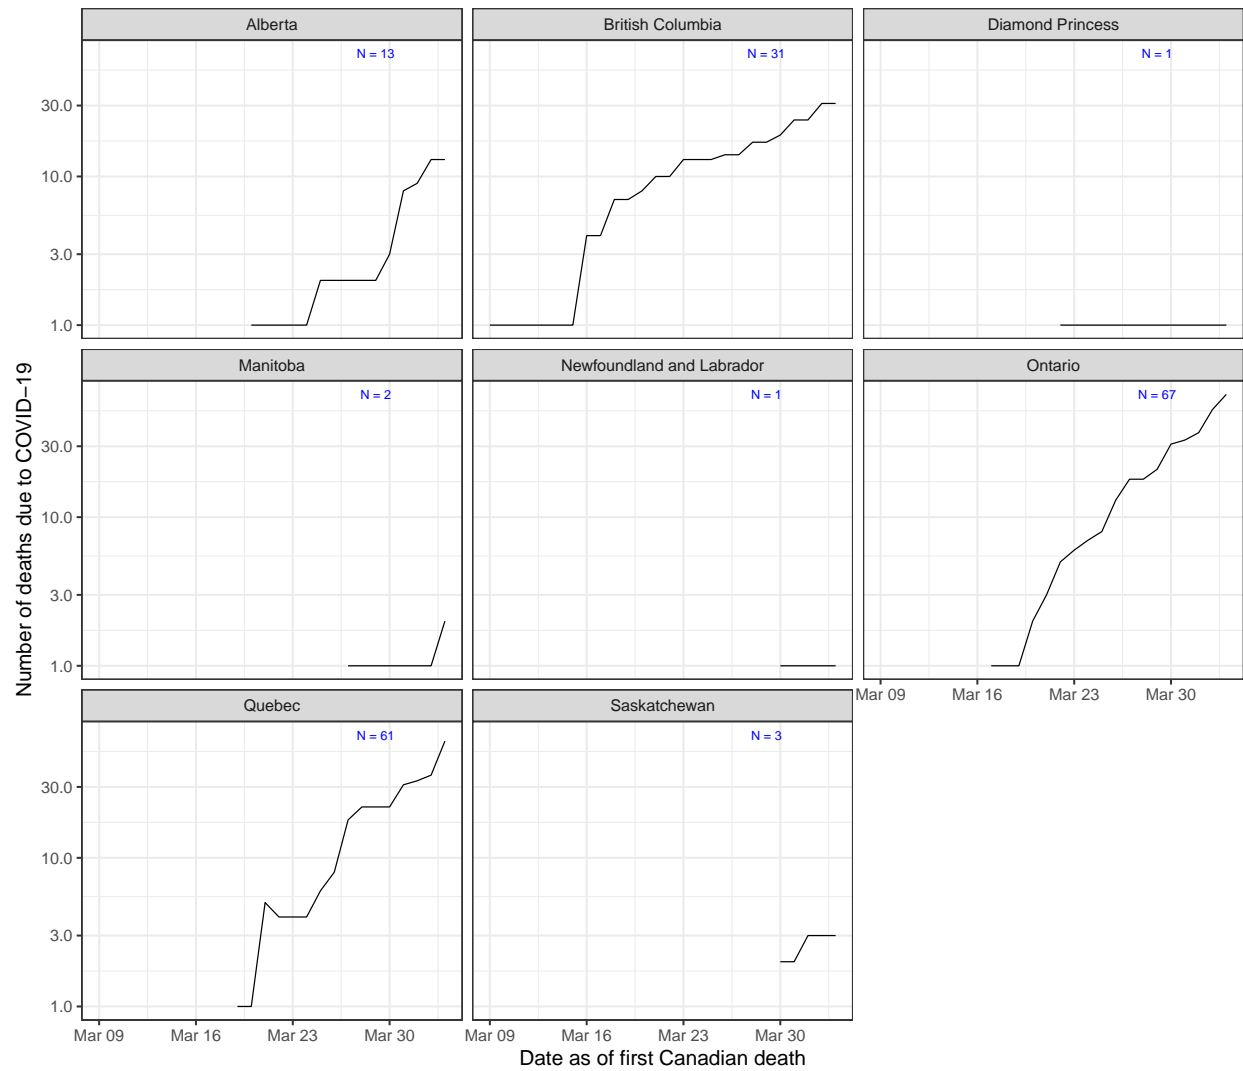 Alberta
British Columbia
Diamond Princess
N = 13
N = 31
N = 1
30.0
10.0
3.0
1.0
Manitoba
Newfoundland and Labrador
Ontario
N = 2
N = 1
N = 67
30.0
10.0
3.0
1.0
Mar 09 Mar 16 Mar 23 Mar 30
Quebec
Saskatchewan
N = 61
N = 3
30.0
10.0
3.0
1.0
Mar 09 Mar 16 Mar 23 Mar 30
Mar 09 Mar 16 Mar 23 Mar 30
Date as of first Canadian death
Number of deaths due to COVID−19